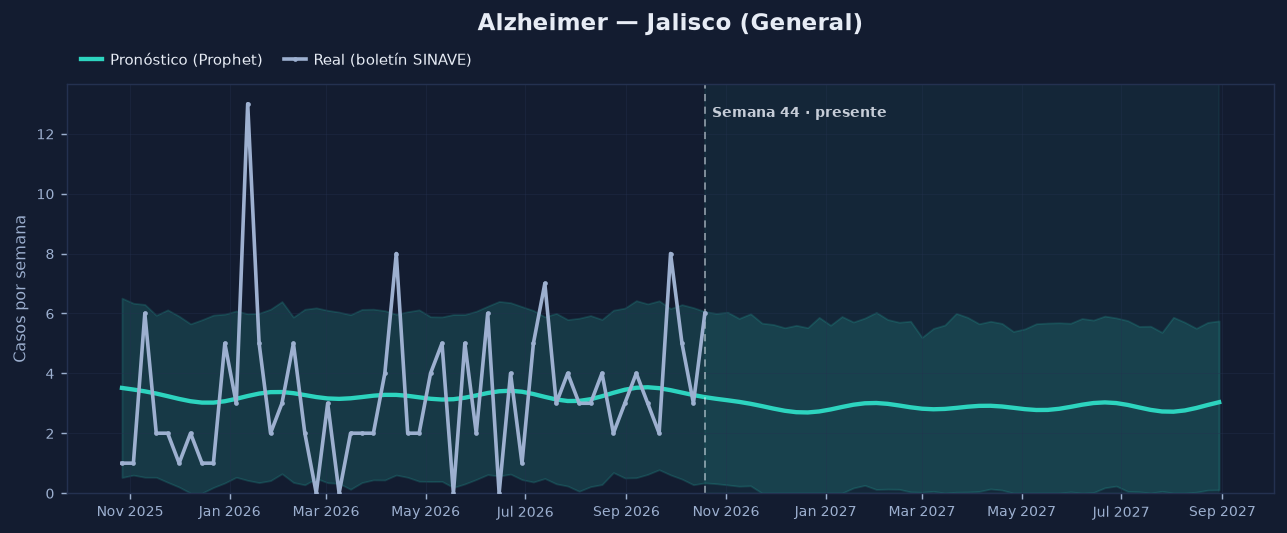 Alzheimer — Jalisco (General)
Pronóstico (Prophet) Real (boletín SINAVE)
Semana 44 · presente
Casos por semana
12
10
8
6
4
2
0
Nov 2025 Jan 2026 Mar 2026 May 2026 Jul 2026 Sep 2026 Nov 2026 Jan 2027 Mar 2027 May 2027 Jul 2027 Sep 2027